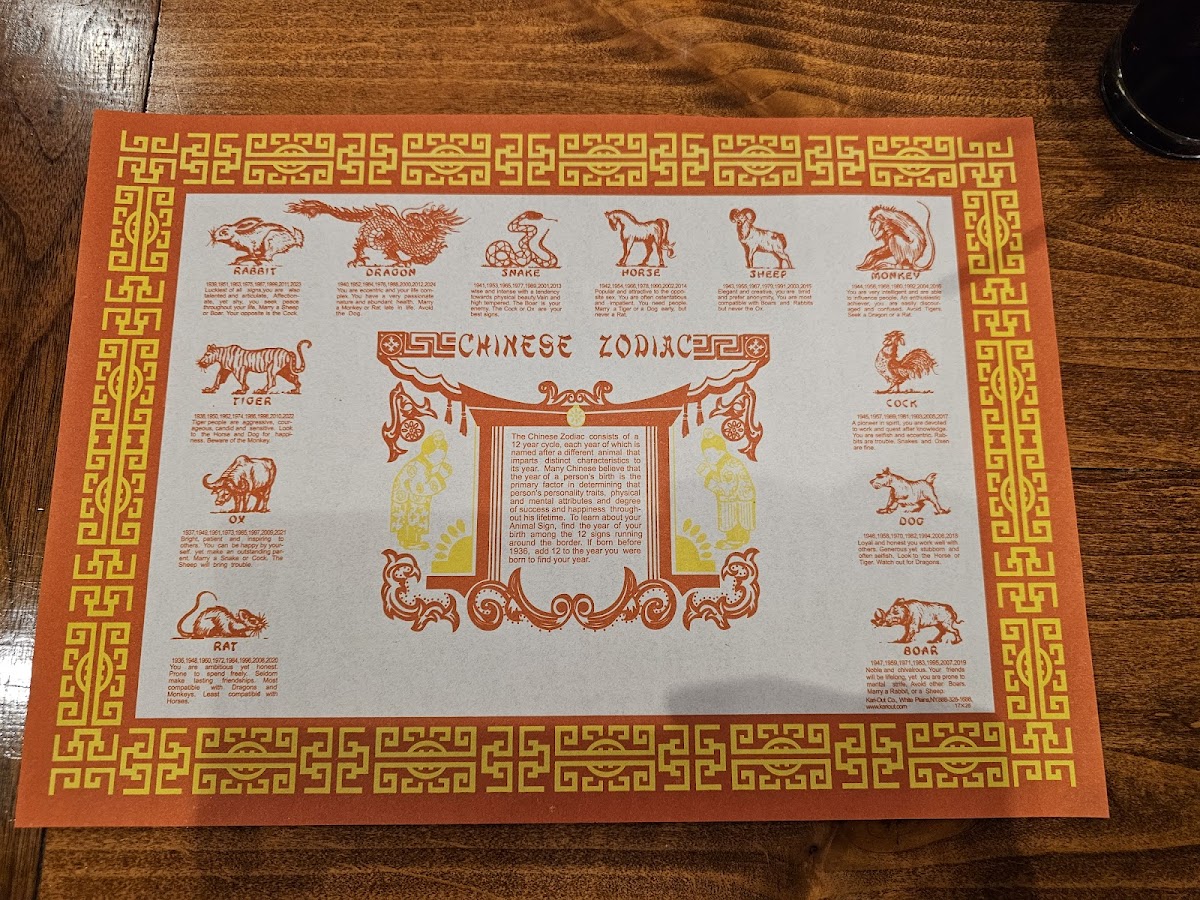 RABBIT
1939,1951,1963,1975,1987,1999,2011,2023
Luckiest of all signs,you are also
talented and articulate, Affection-
ate, yet shy, you seek peace
throughout your life. Marry a Sheep
or Boar. Your opposite is the Cock.
DRAGON
1940,1952,1964,1976,1988,2000,2012,2024
You are eccentric and your life com-
plex. You have a very passionate
nature and abundant health. Marry
a Monkey or Rat late in life. Avoid
the Dog.
SNAKE
1941,1953,1965,1977,1989,2001,2013
wise and intense with a tendency
towards physical beauty.Vain and
high tempered. The Boar is your
enemy. The Cock or Ox are your
best signs.
HORSE
1942,1954,1966,1978,1990,2002,2014
Popular and attractive to the oppo-
site sex. You are often ostentatious
and impatient. You need people.
Marry a Tiger or a Dog early, but
never a Rat.
SHEEP
1943,1955,1967,1979,1991,2003,2015
Elegant and creative, you are timid
and prefer anonymity. You are most
compatible with Boars and Rabbits
but never the Ox.
MONKEY
1944,1956,1968,1980,1992,2004,2016
You are very intelligent and are able
to influence people. An enthusiastic
achiever, you are easily discour-
aged and confused. Avoid Tigers.
Seek a Dragon or a Rat.
TIGER
1938,1950,1962,1974,1986,1998,2010,2022
Tiger people are aggressive, cour-
ageous, candid and sensitive. Look
to the Horse and Dog for happi-
ness. Beware of the Monkey.
OX
1937,1949,1961,1973,1985,1997,2009,2021
Bright, patient and inspiring to
others. You can be happy by your-
self, yet make an outstanding par-
ent. Marry a Snake or Cock. The
Sheep will bring trouble.
RAT
1936,1948,1960,1972,1984,1996,2008,2020
You are ambitious yet honest.
Prone to spend freely. Seldom
make lasting friendships. Most
compatible with Dragons and
Monkeys. Least compatible with
Horses.
CHINESE ZODIAC
The Chinese Zodiac consists of a
12 year cycle, each year of which is
named after a different animal that
imparts distinct characteristics to
its year. Many Chinese believe that
the year of a person's birth is the
primary factor in determining that
person's personality traits, physical
and mental attributes and degree
of success and happiness through-
out his lifetime. To learn about your
Animal Sign, find the year of your
birth among the 12 signs running
around the border. If born before
1936, add 12 to the year you were
born to find your year.
COCK
1945,1957,1969,1981,1993,2005,2017
A pioneer in spirit, you are devoted
to work and quest after knowledge.
You are selfish and eccentric. Rab-
bits are trouble. Snakes and Oxen
are fine.
DOG
1946,1958,1970,1982,1994,2006,2018
Loyal and honest you work well with
others. Generous yet stubborn and
often selfish. Look to the Horse or
Tiger. Watch out for Dragons.
BOAR
1947,1959,1971,1983,1995,2007,2019
Noble and chivalrous. Your friends
will be lifelong, yet you are prone to
marital strife. Avoid other Boars.
Marry a Rabbit, or a Sheep.
Kari-Out Co., White Plains,NY,
www.kariout.com